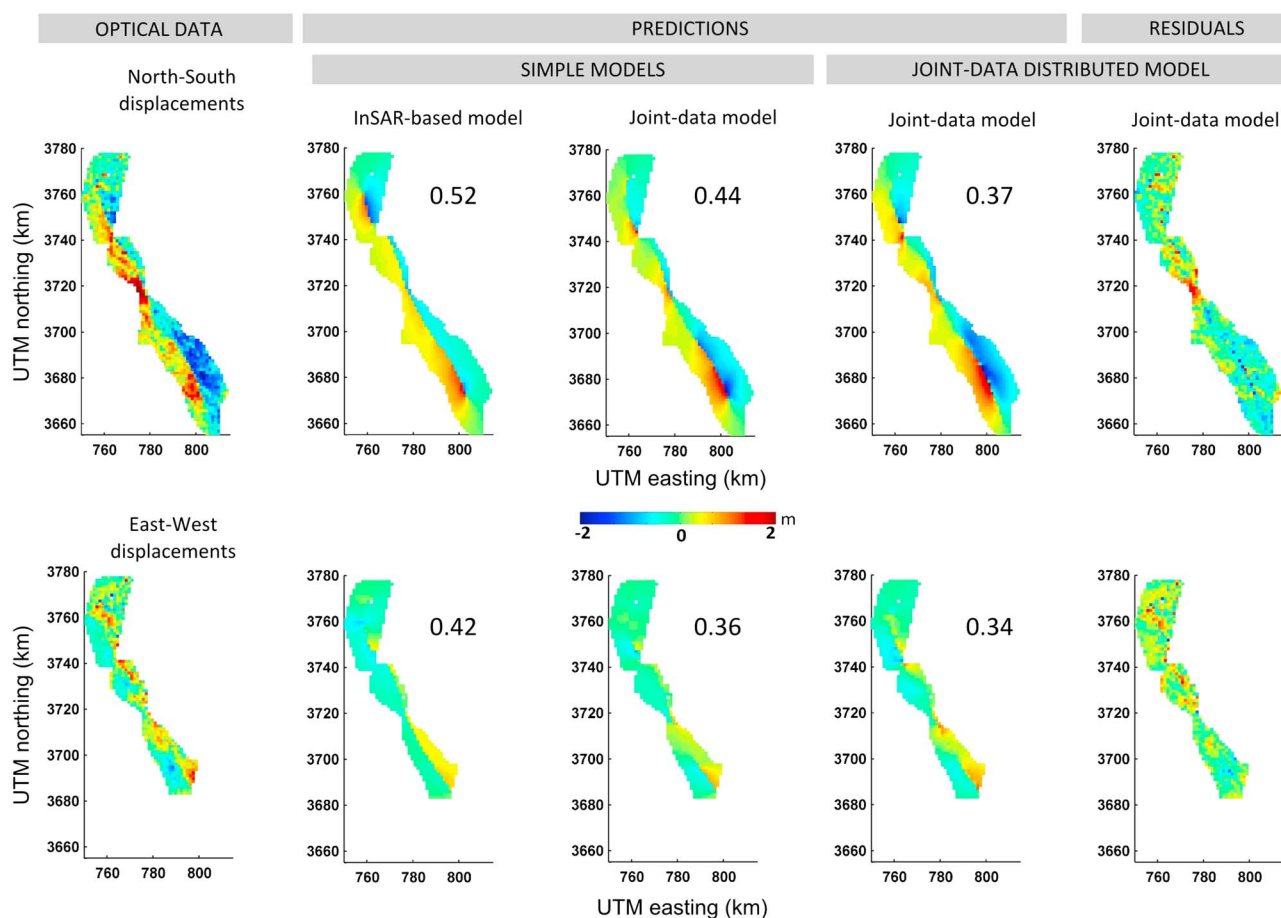 OPTICAL DATA
PREDICTIONS
RESIDUALS
SIMPLE MODELS
JOINT-DATA DISTRIBUTED MODEL
North-South
displacements
InSAR-based model
Joint-data model
Joint-data model
Joint-data model
UTM northing (km)
3780
3760
3740
3720
3700
3680
3660
760 780 800
3780
3760
3740
3720
3700
3680
3660
760 780 800
0.52
3780
3760
3740
3720
3700
3680
3660
760 780 800
0.44
3780
3760
3740
3720
3700
3680
3660
760 780 800
0.37
3780
3760
3740
3720
3700
3680
3660
760 780 800
UTM easting (km)
-2 0 2 m
East-West
displacements
UTM northing (km)
3780
3760
3740
3720
3700
3680
3660
760 780 800
3780
3760
3740
3720
3700
3680
3660
760 780 800
0.42
3780
3760
3740
3720
3700
3680
3660
760 780 800
0.36
3780
3760
3740
3720
3700
3680
3660
760 780 800
0.34
3780
3760
3740
3720
3700
3680
3660
760 780 800
UTM easting (km)